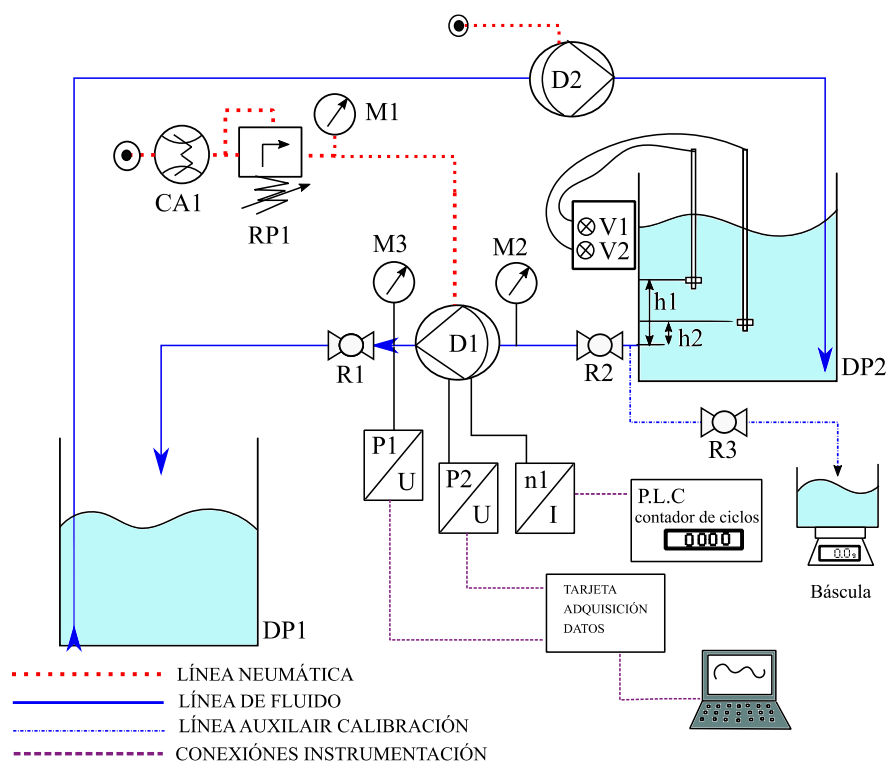 D2
M1
CA1
RP1
V1
V2
M3
M2
h1
D1
h2
R1
R2
DP2
R3
P1
U
P2
U
n1
I
P.L.C
contador de ciclos
0000
0.0g
Báscula
TARJETA
ADQUISICIÓN
DATOS
DP1
LÍNEA NEUMÁTICA
LÍNEA DE FLUIDO
LÍNEA AUXILAIR CALIBRACIÓN
CONEXIÓNES INSTRUMENTACIÓN